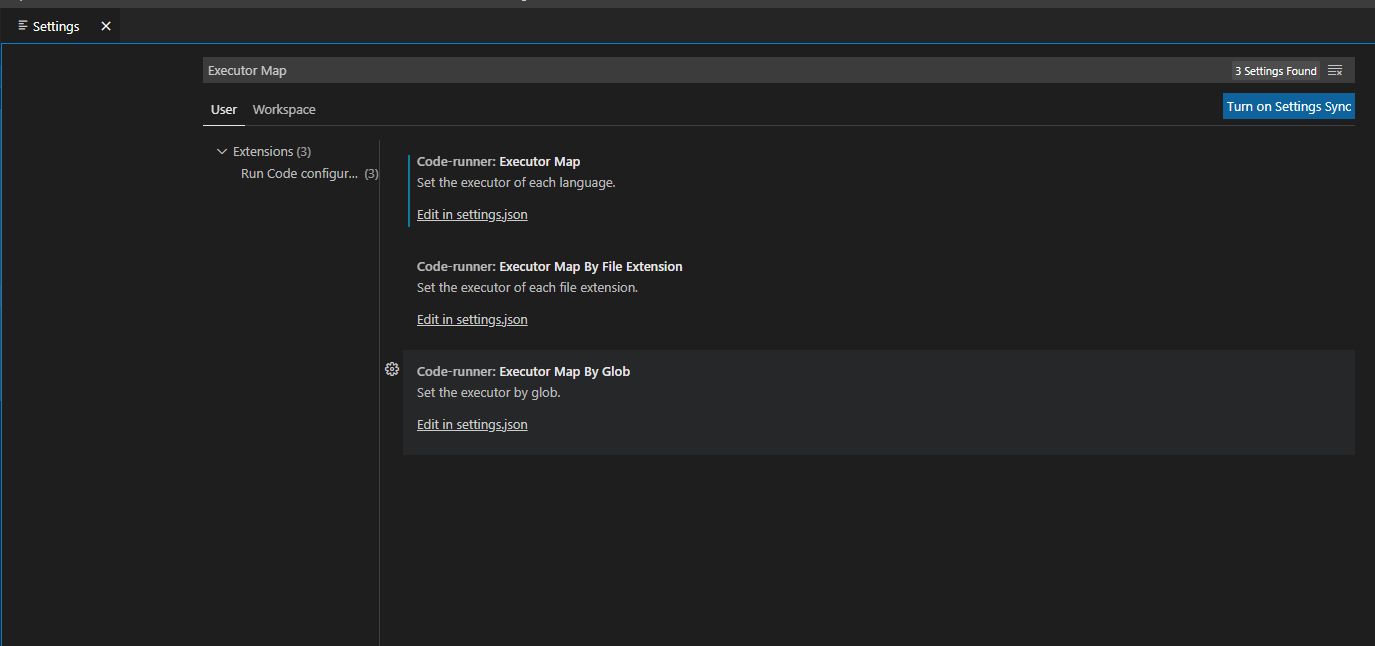 Settings
Executor Map
3 Settings Found
User Workspace
Turn on Settings Sync
Extensions (3)
Run Code configur... (3)
Code-runner: Executor Map
Set the executor of each language.
Edit in settings.json
Code-runner: Executor Map By File Extension
Set the executor of each file extension.
Edit in settings.json
Code-runner: Executor Map By Glob
Set the executor by glob.
Edit in settings.json